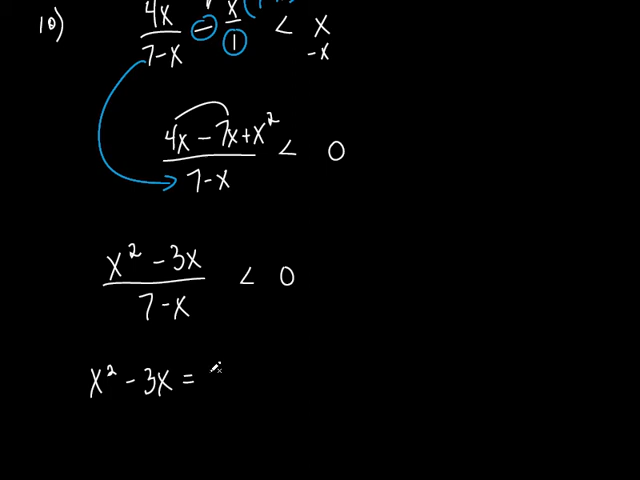 10) 4x/(7-x) - x/1 < x
-x
(4x - 7x + x²)/(7-x) < 0
(x² - 3x)/(7-x) < 0
x² - 3x =